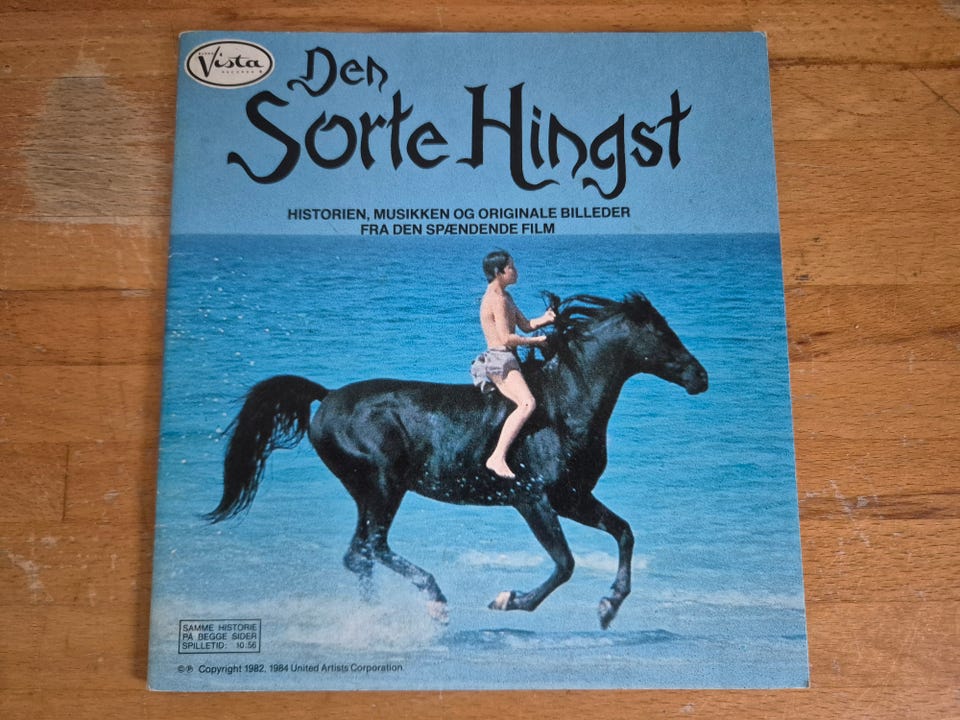 Vista
RECORDS
Den
Sorte Hingst
HISTORIEN, MUSIKKEN OG ORIGINALE BILLEDER
FRA DEN SPÆNDENDE FILM
SAMME HISTORIE
PÅ BEGGE SIDER
SPILLETID: 10:56
©℗ Copyright 1982, 1984 United Artists Corporation.